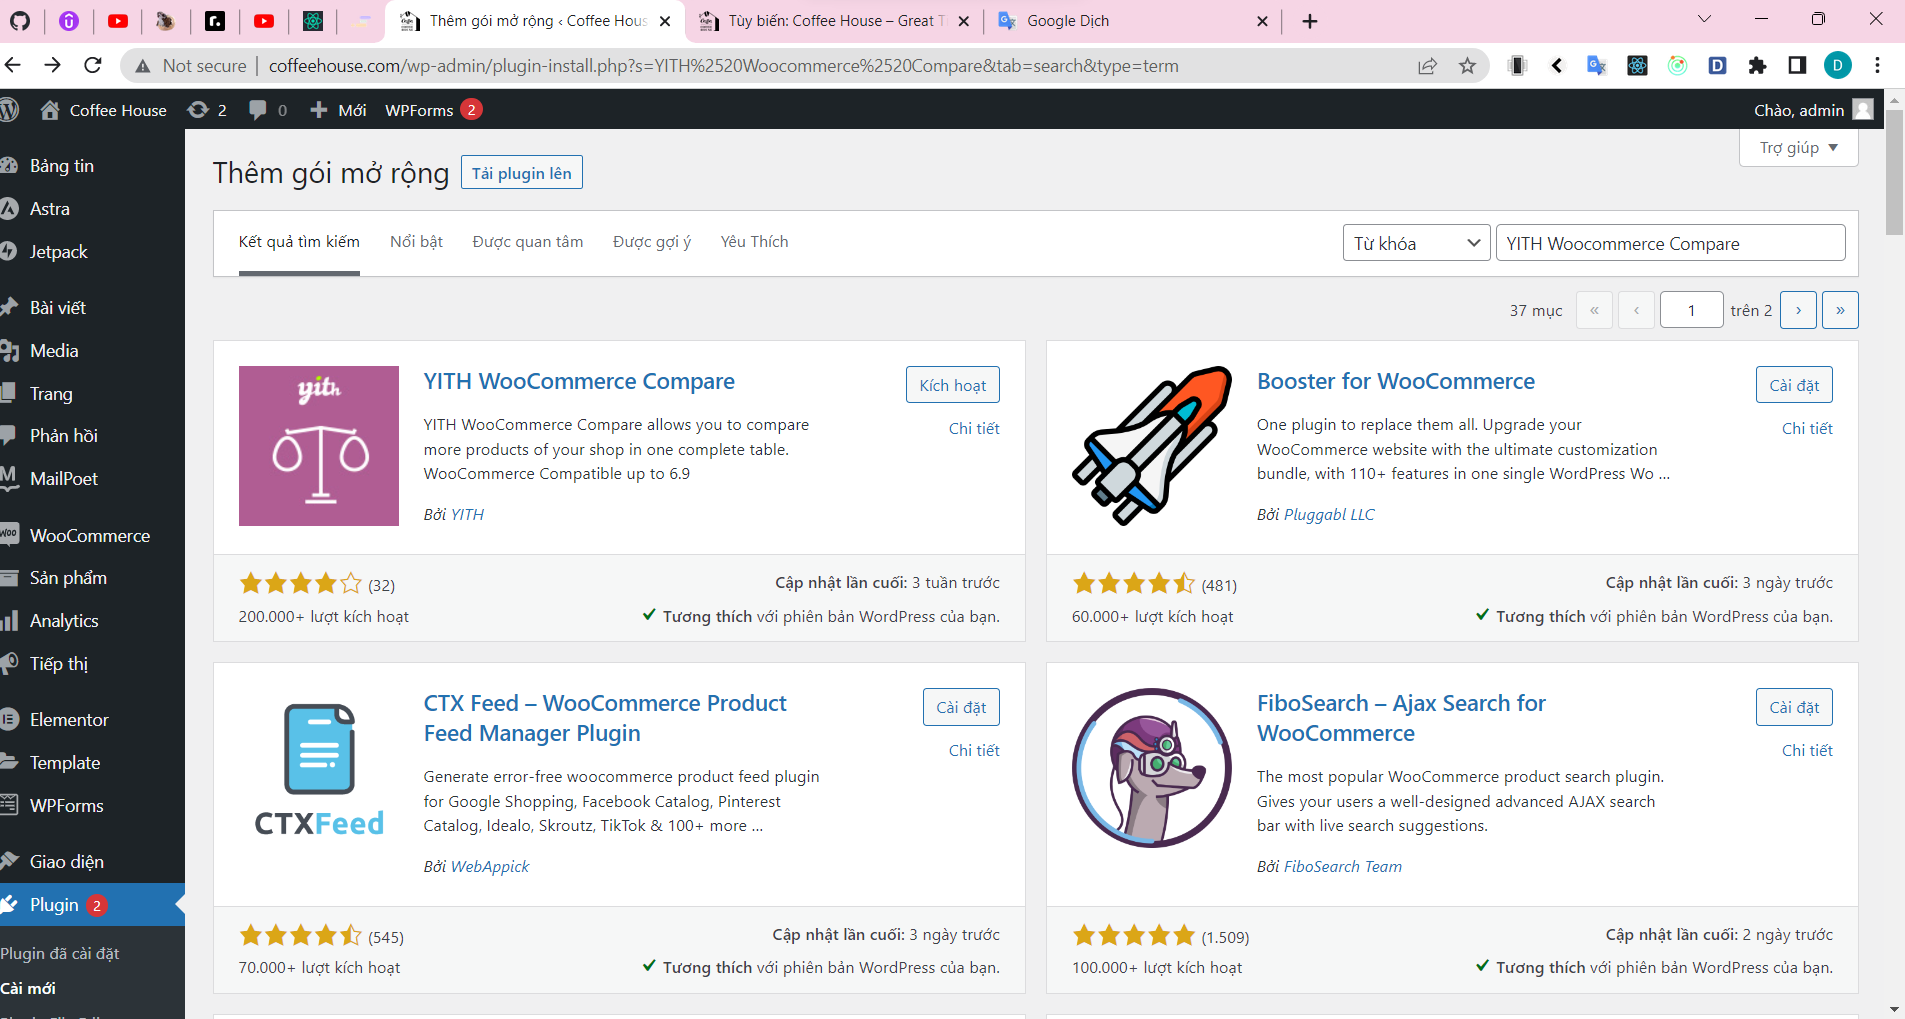 Thêm gói mở rộng ‹ Coffee Hous
Tùy biến: Coffee House – Great T
Google Dịch
Not secure
coffeehouse.com/wp-admin/plugin-install.php?s=YITH%2520Woocommerce%2520Compare&tab=search&type=term
D
Coffee House
2
0
Mới
WPForms 2
Chào, admin
Trợ giúp
Bảng tin
Astra
Jetpack
Bài viết
Media
Trang
Phản hồi
MailPoet
WooCommerce
Sản phẩm
Analytics
Tiếp thị
Elementor
Template
WPForms
Giao diện
Plugin 2
Plugin đã cài đặt
Cài mới
Thêm gói mở rộng
Tải plugin lên
Kết quả tìm kiếm
Nổi bật
Được quan tâm
Được gợi ý
Yêu Thích
Từ khóa
YITH Woocommerce Compare
37 mục « ‹ 1 trên 2 › »
yith
YITH WooCommerce Compare
Kích hoạt
Chi tiết
YITH WooCommerce Compare allows you to compare
more products of your shop in one complete table.
WooCommerce Compatible up to 6.9
Bởi YITH
(32)
Cập nhật lần cuối: 3 tuần trước
200.000+ lượt kích hoạt
Tương thích với phiên bản WordPress của bạn.
Booster for WooCommerce
Cài đặt
Chi tiết
One plugin to replace them all. Upgrade your
WooCommerce website with the ultimate customization
bundle, with 110+ features in one single WordPress Wo ...
Bởi Pluggabl LLC
(481)
Cập nhật lần cuối: 3 ngày trước
60.000+ lượt kích hoạt
Tương thích với phiên bản WordPress của bạn.
CTXFeed
CTX Feed – WooCommerce Product
Feed Manager Plugin
Cài đặt
Chi tiết
Generate error-free woocommerce product feed plugin
for Google Shopping, Facebook Catalog, Pinterest
Catalog, Idealo, Skroutz, TikTok & 100+ more ...
Bởi WebAppick
(545)
Cập nhật lần cuối: 3 ngày trước
70.000+ lượt kích hoạt
Tương thích với phiên bản WordPress của bạn.
FiboSearch – Ajax Search for
WooCommerce
Cài đặt
Chi tiết
The most popular WooCommerce product search plugin.
Gives your users a well-designed advanced AJAX search
bar with live search suggestions.
Bởi FiboSearch Team
(1.509)
Cập nhật lần cuối: 2 ngày trước
100.000+ lượt kích hoạt
Tương thích với phiên bản WordPress của bạn.